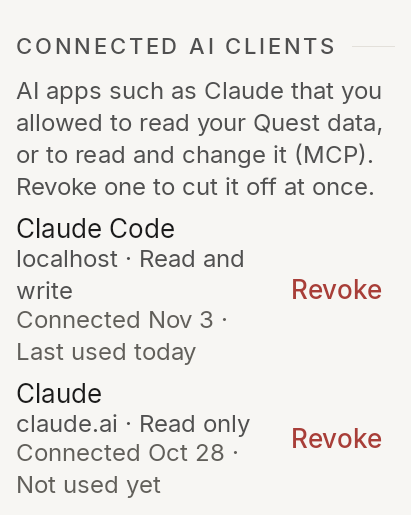 CONNECTED AI CLIENTS
AI apps such as Claude that you
allowed to read your Quest data,
or to read and change it (MCP).
Revoke one to cut it off at once.
Claude Code
localhost · Read and
write
Revoke
Connected Nov 3 ·
Last used today
Claude
claude.ai · Read only
Revoke
Connected Oct 28 ·
Not used yet